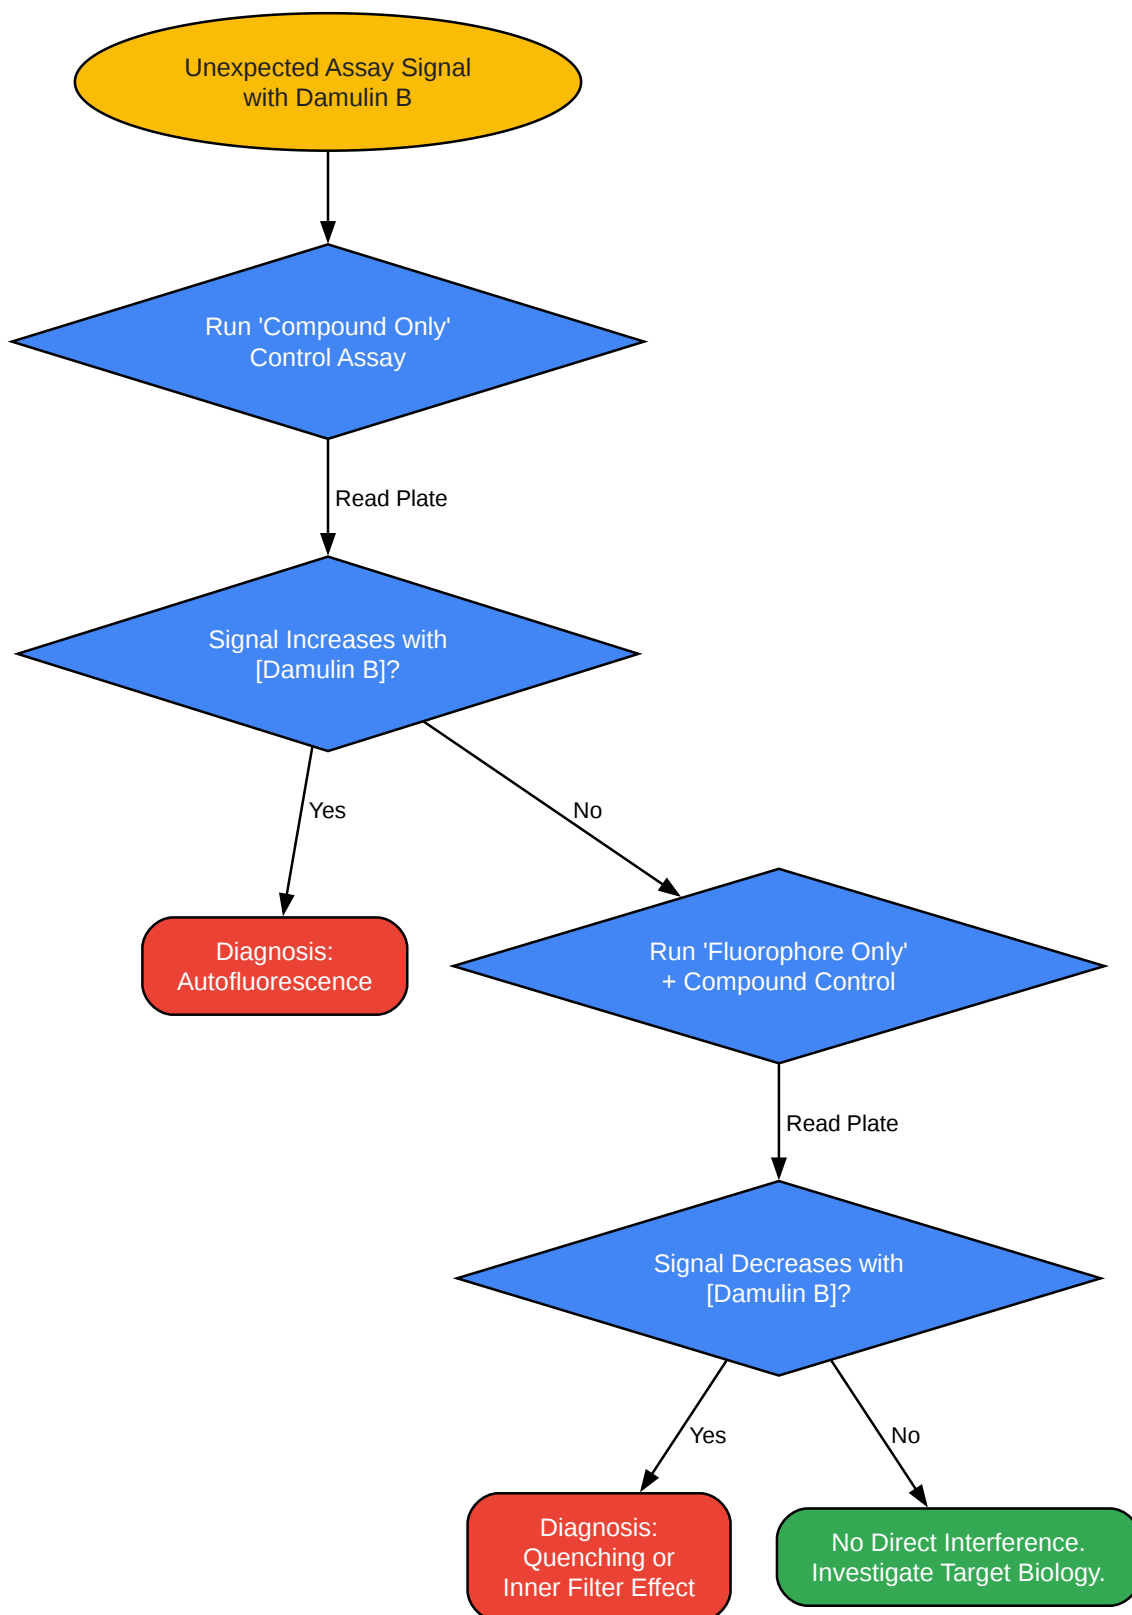 Unexpected Assay Signal
with Damulin B
Run 'Compound Only'
Control Assay
Read Plate
Signal Increases with
[Damulin B]?
Yes
No
Diagnosis:
Autofluorescence
Run 'Fluorophore Only'
+ Compound Control
Read Plate
Signal Decreases with
[Damulin B]?
Yes
No
Diagnosis:
Quenching or
Inner Filter Effect
No Direct Interference.
Investigate Target Biology.